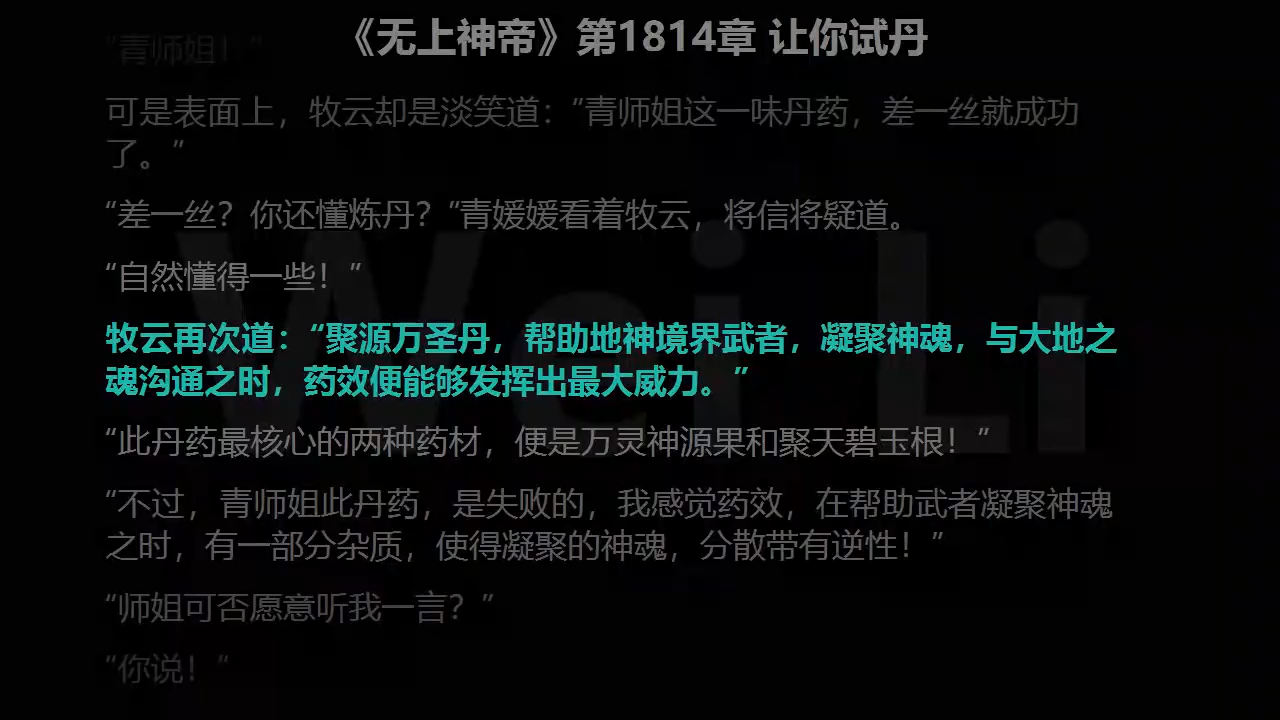 《无上神帝》第1814章 让你试丹
“青师姐！”
可是表面上，牧云却是淡笑道：“青师姐这一味丹药，差一丝就成功
了。”
“差一丝？你还懂炼丹？”青媛媛看着牧云，将信将疑道。
“自然懂得一些！”
牧云再次道：“聚源万圣丹，帮助地神境界武者，凝聚神魂，与大地之
魂沟通之时，药效便能够发挥出最大威力。”
“此丹药最核心的两种药材，便是万灵神源果和聚天碧玉根！”
“不过，青师姐此丹药，是失败的，我感觉药效，在帮助武者凝聚神魂
之时，有一部分杂质，使得凝聚的神魂，分散带有逆性！”
“师姐可否愿意听我一言？”
“你说！”
Wei Li